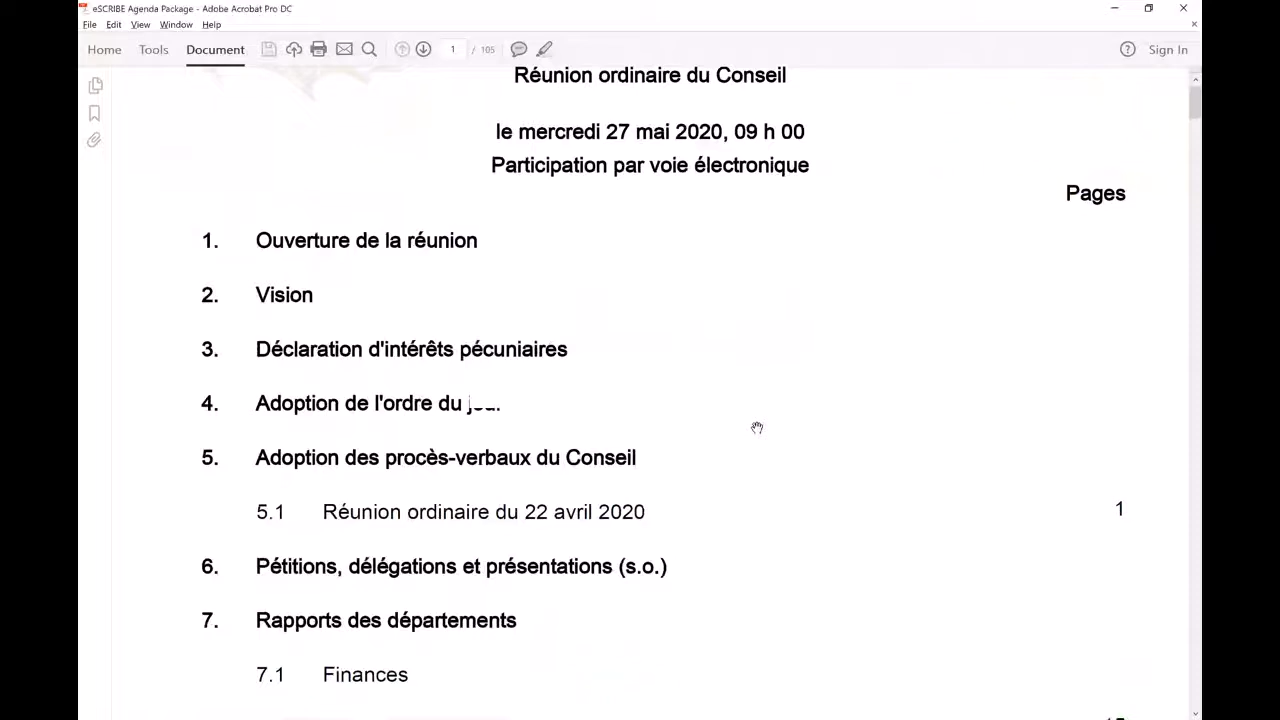 eSCRIBE Agenda Package - Adobe Acrobat Pro DC
File Edit View Window Help
Home Tools Document 1 / 105 Sign In
Réunion ordinaire du Conseil
le mercredi 27 mai 2020, 09 h 00
Participation par voie électronique
Pages
1. Ouverture de la réunion
2. Vision
3. Déclaration d'intérêts pécuniaires
4. Adoption de l'ordre du
5. Adoption des procès-verbaux du Conseil
5.1 Réunion ordinaire du 22 avril 2020 1
6. Pétitions, délégations et présentations (s.o.)
7. Rapports des départements
7.1 Finances